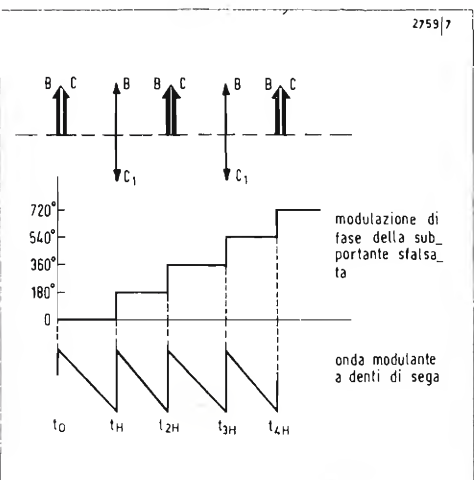 2759/7
B C B B C B B C
C₁ C₁
720°
540°
360°
180°
0
modulazione di
fase della sub_
portante sfalsa_
ta
onda modulante
a denti di sega
t₀ tH t2H t3H t4H